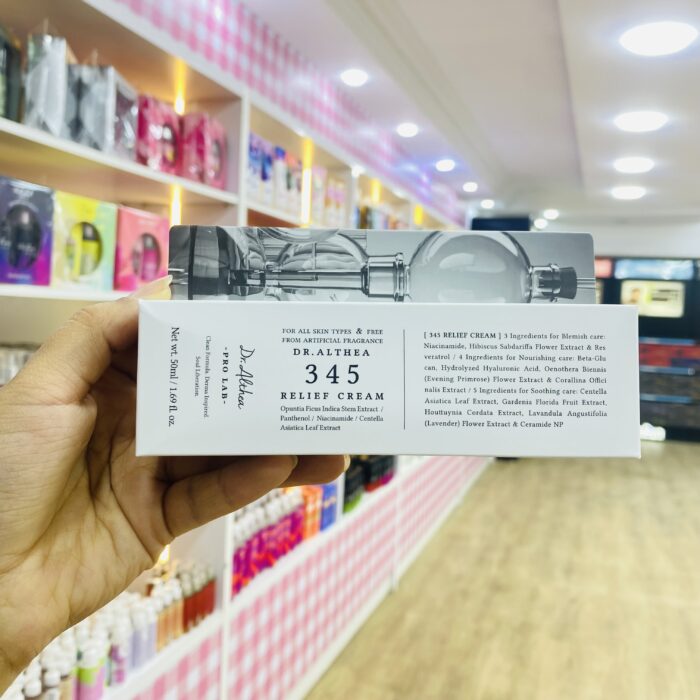 Net wt. 50ml / 1.69 fl. oz.
Dr.Althea
-PRO LAB-
Clean Formula. Derma Inspired.
Soul Liberation.
FOR ALL SKIN TYPES & FREE
FROM ARTIFICIAL FRAGRANCE
DR.ALTHEA
345
RELIEF CREAM
Opuntia Ficus Indica Stem Extract /
Panthenol / Niacinamide / Centella
Asiatica Leaf Extract
[ 345 RELIEF CREAM ] 3 Ingredients for Blemish care:
Niacinamide, Hibiscus Sabdariffa Flower Extract & Res
veratrol / 4 Ingredients for Nourishing care: Beta-Glu
can, Hydrolyzed Hyaluronic Acid, Oenothera Biennis
(Evening Primrose) Flower Extract & Corallina Offici
nalis Extract / 5 Ingredients for Soothing care: Centella
Asiatica Leaf Extract, Gardenia Florida Fruit Extract,
Houttuynia Cordata Extract, Lavandula Angustifolia
(Lavender) Flower Extract & Ceramide NP